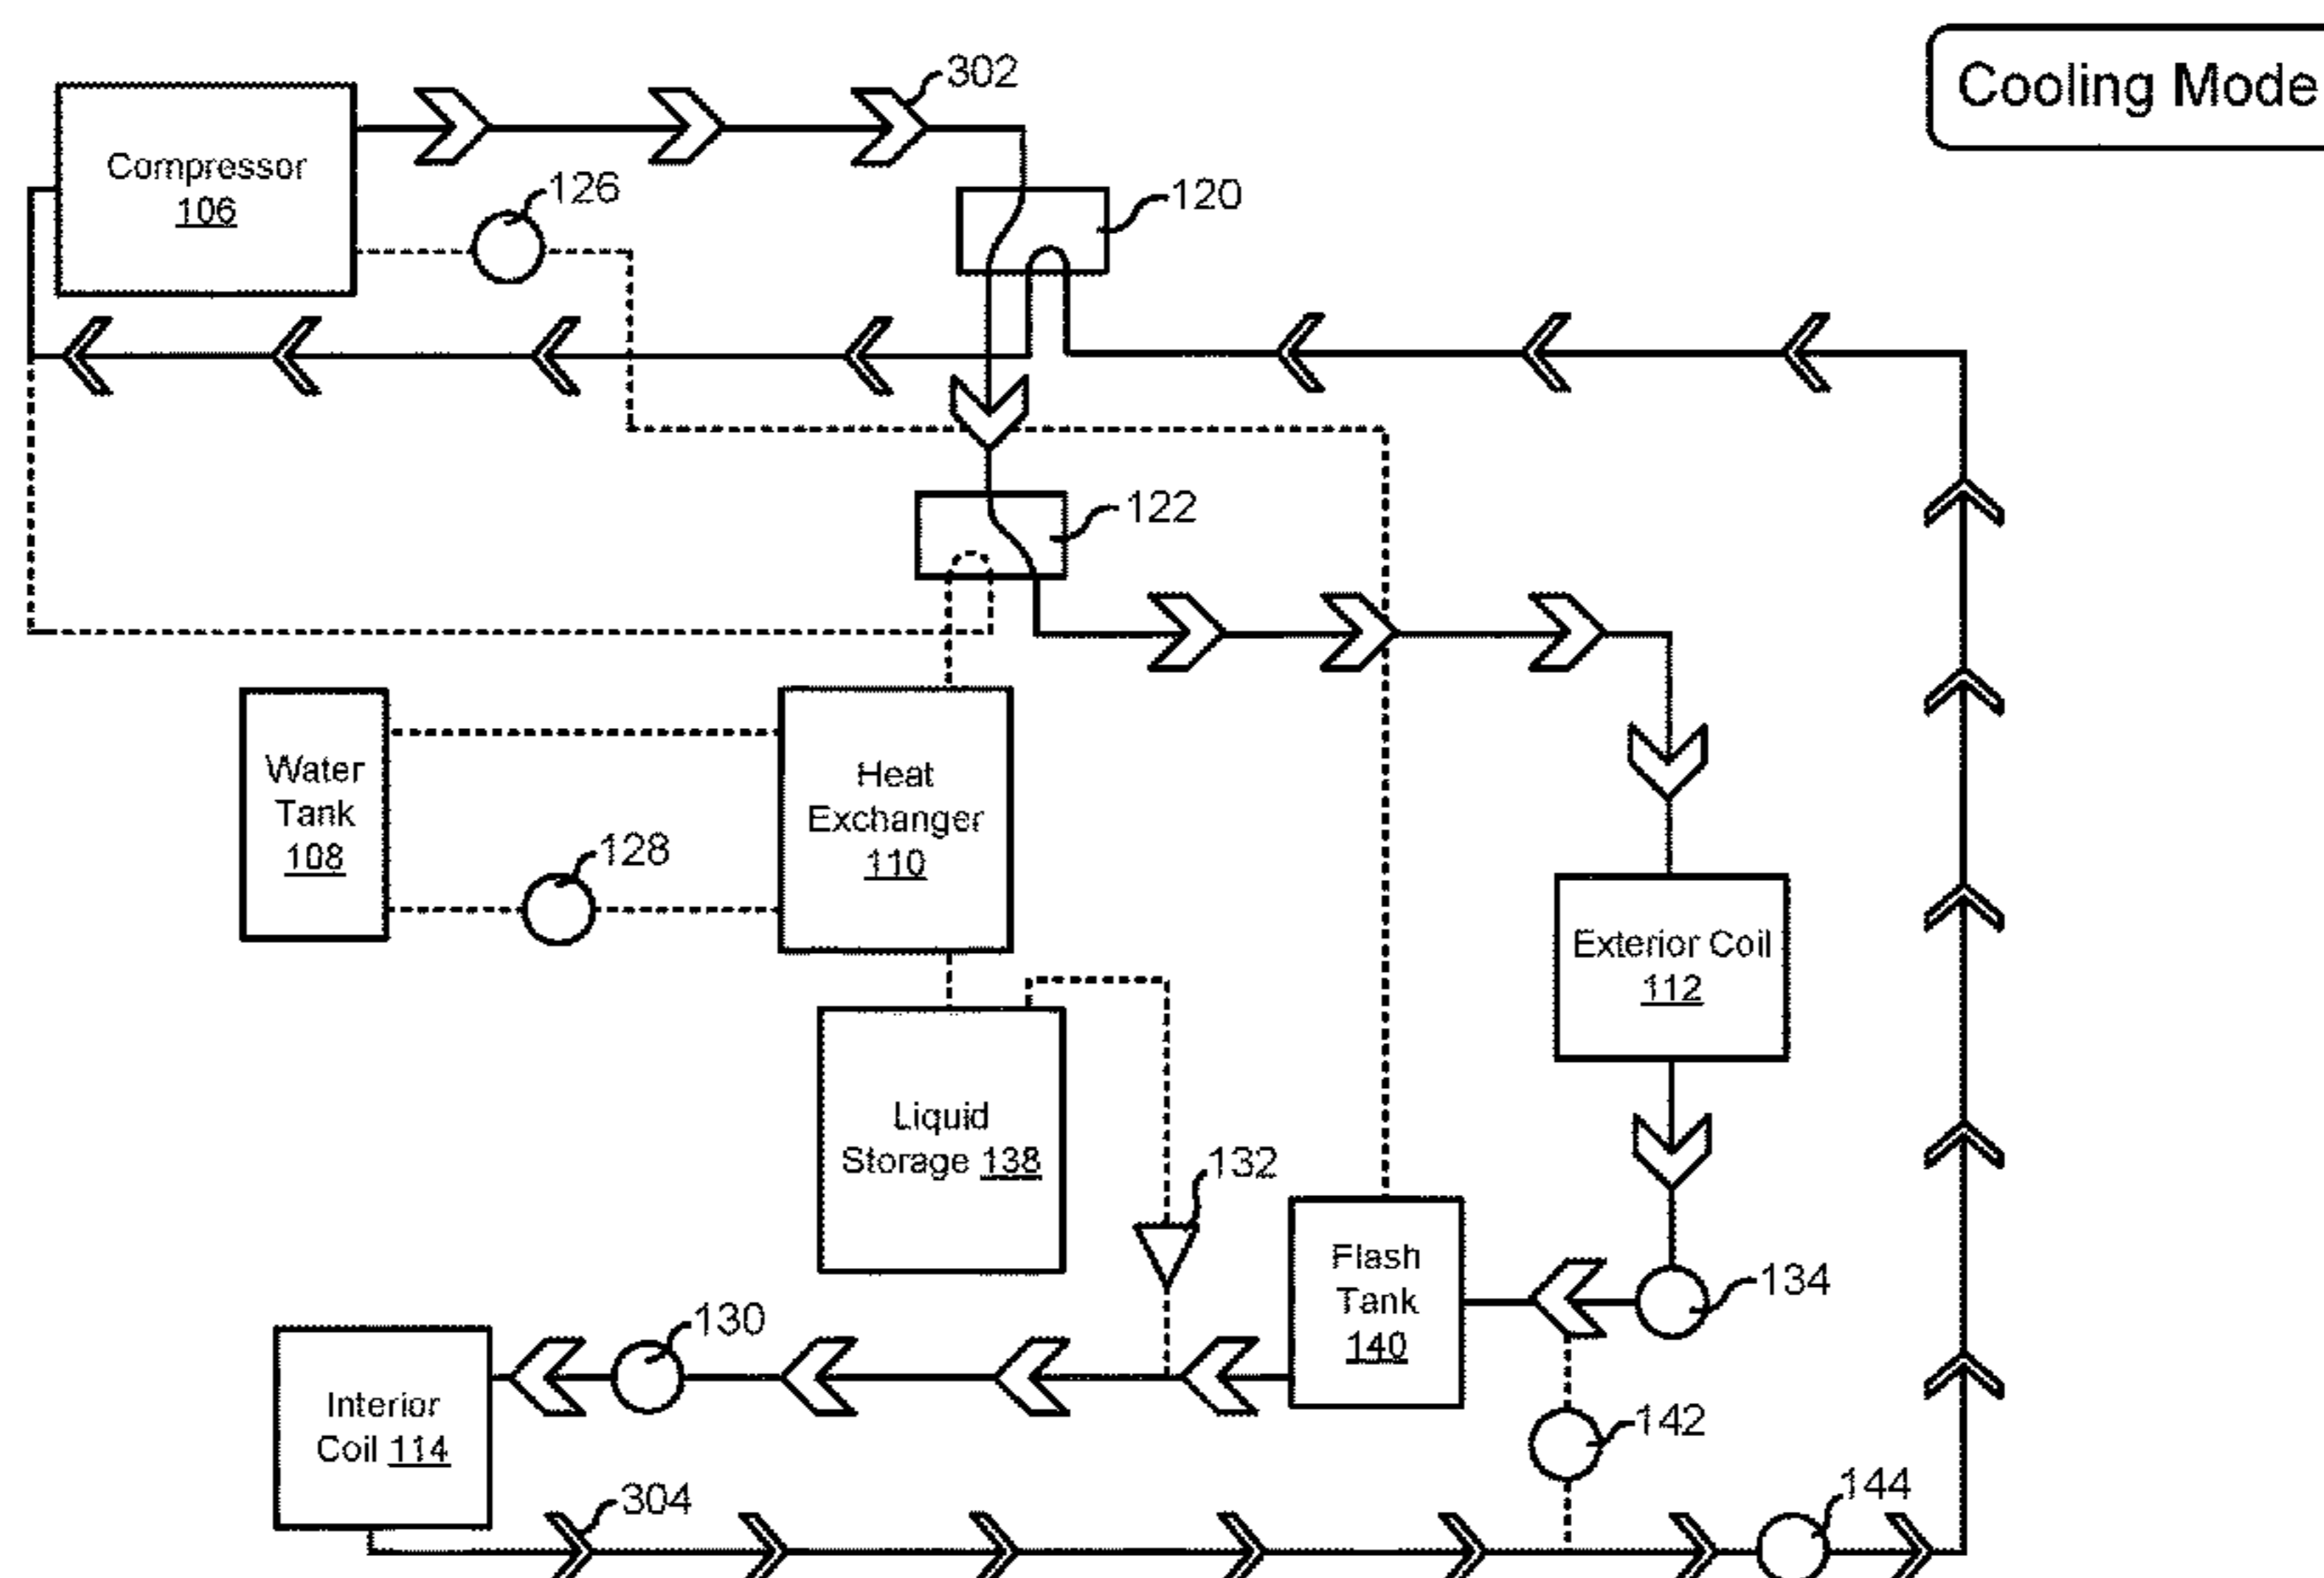 Cooling Mode
302
Compressor
106
126
120
122
Water
Tank
108
Heat
Exchanger
110
128
Exterior Coil
112
Liquid
Storage 138
132
Flash
Tank
140
134
130
Interior
Coil 114
142
144
304